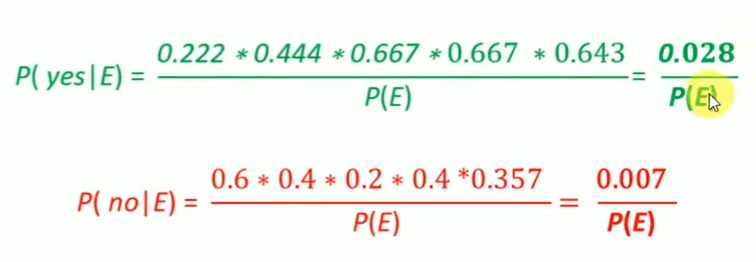 P( yes|E) = 0.222 * 0.444 * 0.667 * 0.667 * 0.643 / P(E) = 0.028 / P(E)
P( no|E) = 0.6 * 0.4 * 0.2 * 0.4 * 0.357 / P(E) = 0.007 / P(E)